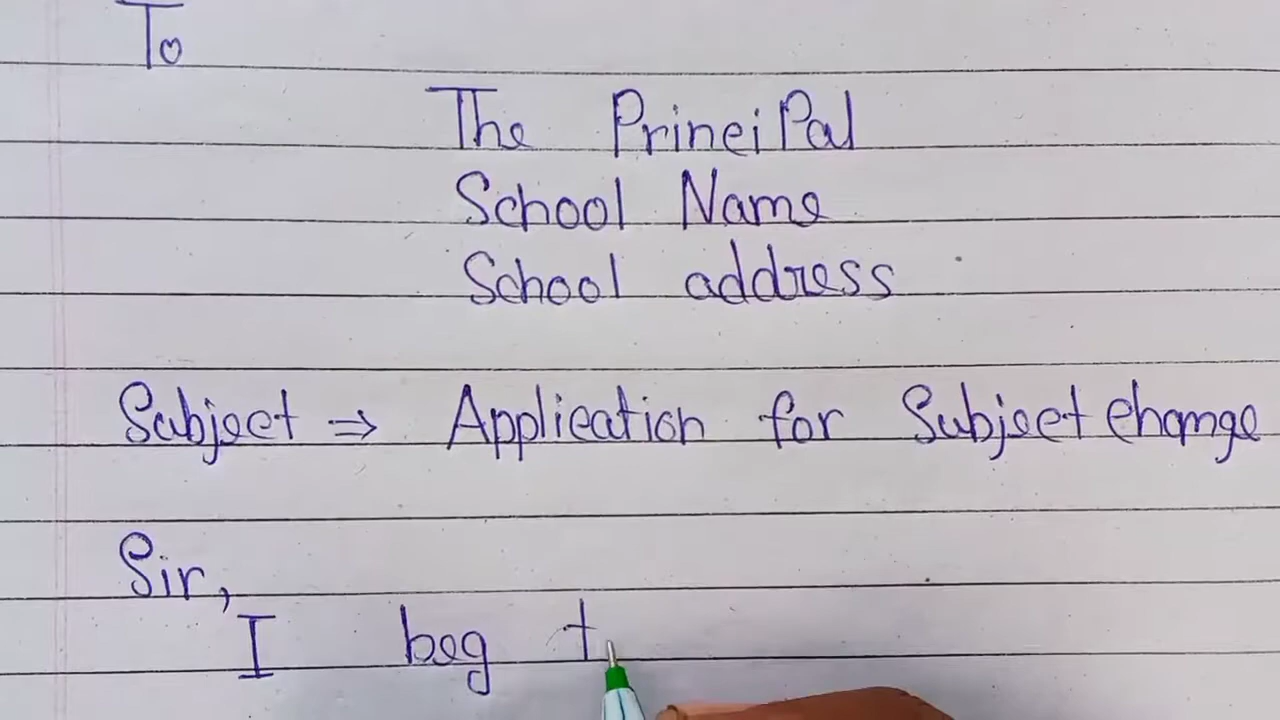 To
The Principal
School Name
School address
Subject ⇒ Application for Subject change
Sir,
I beg t